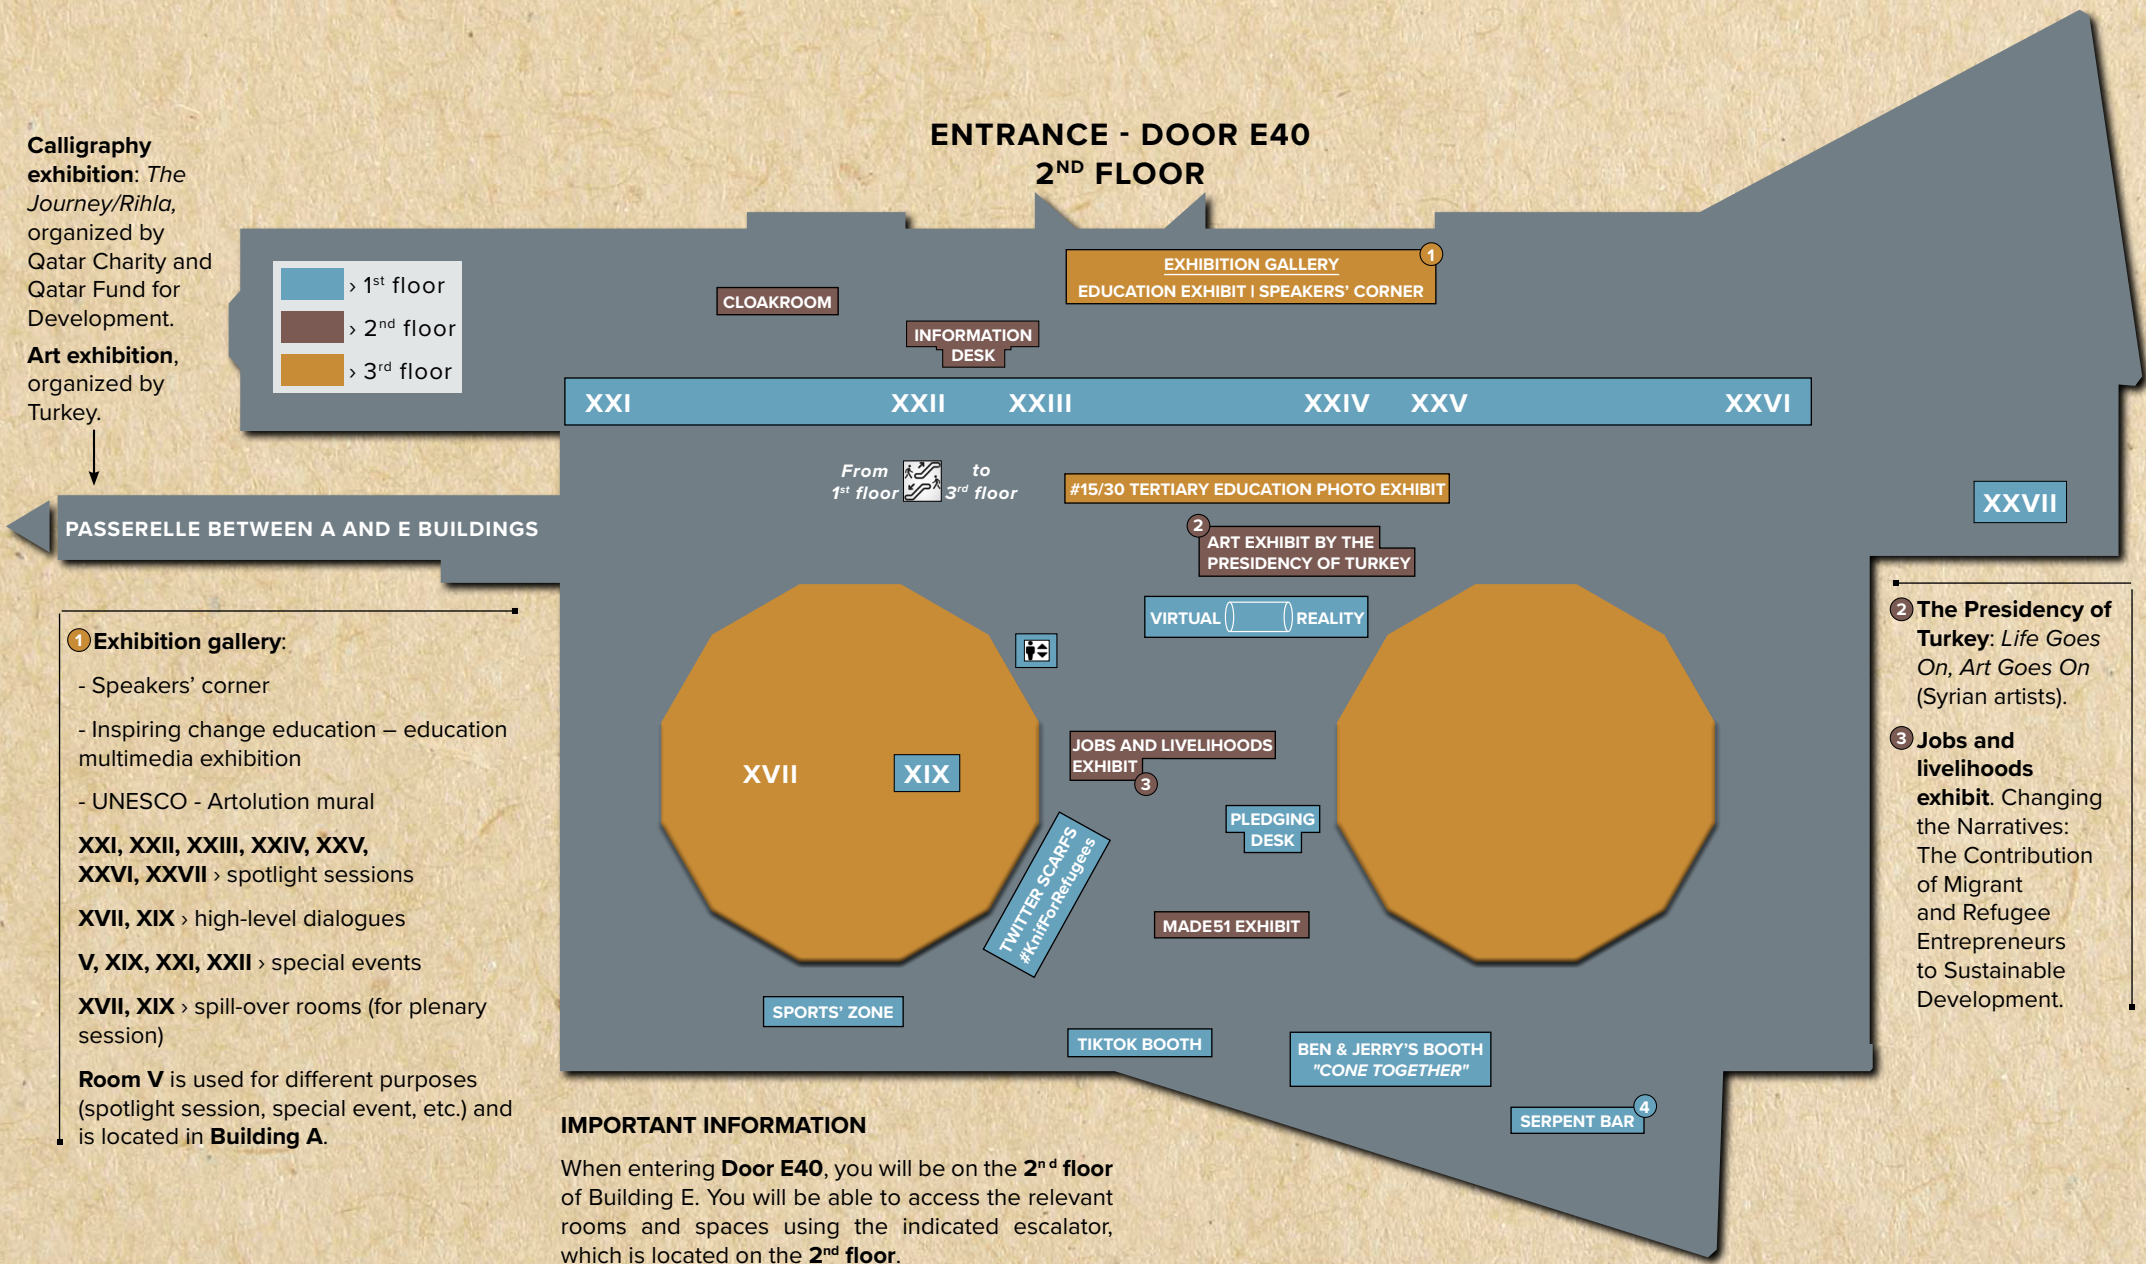 Calligraphy
exhibition: The
Journey/Rihla,
organized by
Qatar Charity and
Qatar Fund for
Development.
Art exhibition,
organized by
Turkey.
ENTRANCE - DOOR E40
2ND FLOOR
› 1st floor
› 2nd floor
› 3rd floor
CLOAKROOM
INFORMATION
DESK
1
EXHIBITION GALLERY
EDUCATION EXHIBIT | SPEAKERS’ CORNER
XXI XXII XXIII XXIV XXV XXVI
From
1st floor
to
3rd floor
#15/30 TERTIARY EDUCATION PHOTO EXHIBIT
XXVII
PASSERELLE BETWEEN A AND E BUILDINGS
2
ART EXHIBIT BY THE
PRESIDENCY OF TURKEY
VIRTUAL REALITY
XVII XIX
JOBS AND LIVELIHOODS
EXHIBIT
3
PLEDGING
DESK
TWITTER SCARFS
#KnifForRefugees
MADE51 EXHIBIT
SPORTS’ ZONE
TIKTOK BOOTH
BEN & JERRY’S BOOTH
"CONE TOGETHER"
SERPENT BAR
4
1 Exhibition gallery:
- Speakers’ corner
- Inspiring change education – education
multimedia exhibition
- UNESCO - Artolution mural
XXI, XXII, XXIII, XXIV, XXV,
XXVI, XXVII › spotlight sessions
XVII, XIX › high-level dialogues
V, XIX, XXI, XXII › special events
XVII, XIX › spill-over rooms (for plenary
session)
Room V is used for different purposes
(spotlight session, special event, etc.) and
is located in Building A.
IMPORTANT INFORMATION
When entering Door E40, you will be on the 2nd floor
of Building E. You will be able to access the relevant
rooms and spaces using the indicated escalator,
which is located on the 2nd floor.
2 The Presidency of
Turkey: Life Goes
On, Art Goes On
(Syrian artists).
3 Jobs and
livelihoods
exhibit. Changing
the Narratives:
The Contribution
of Migrant
and Refugee
Entrepreneurs
to Sustainable
Development.